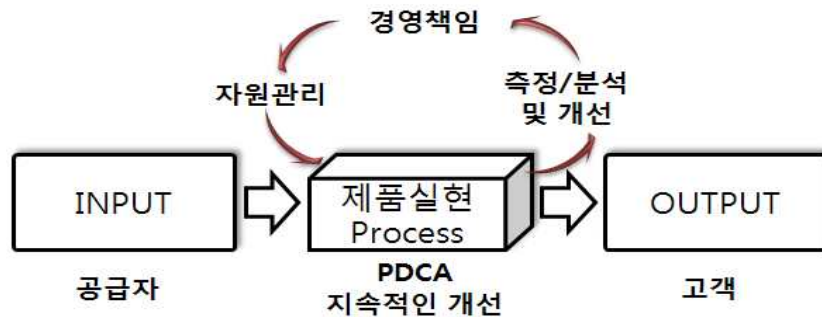 경영책임
자원관리
측정/분석
및 개선
INPUT
제품실현
Process
OUTPUT
공급자
PDCA
지속적인 개선
고객